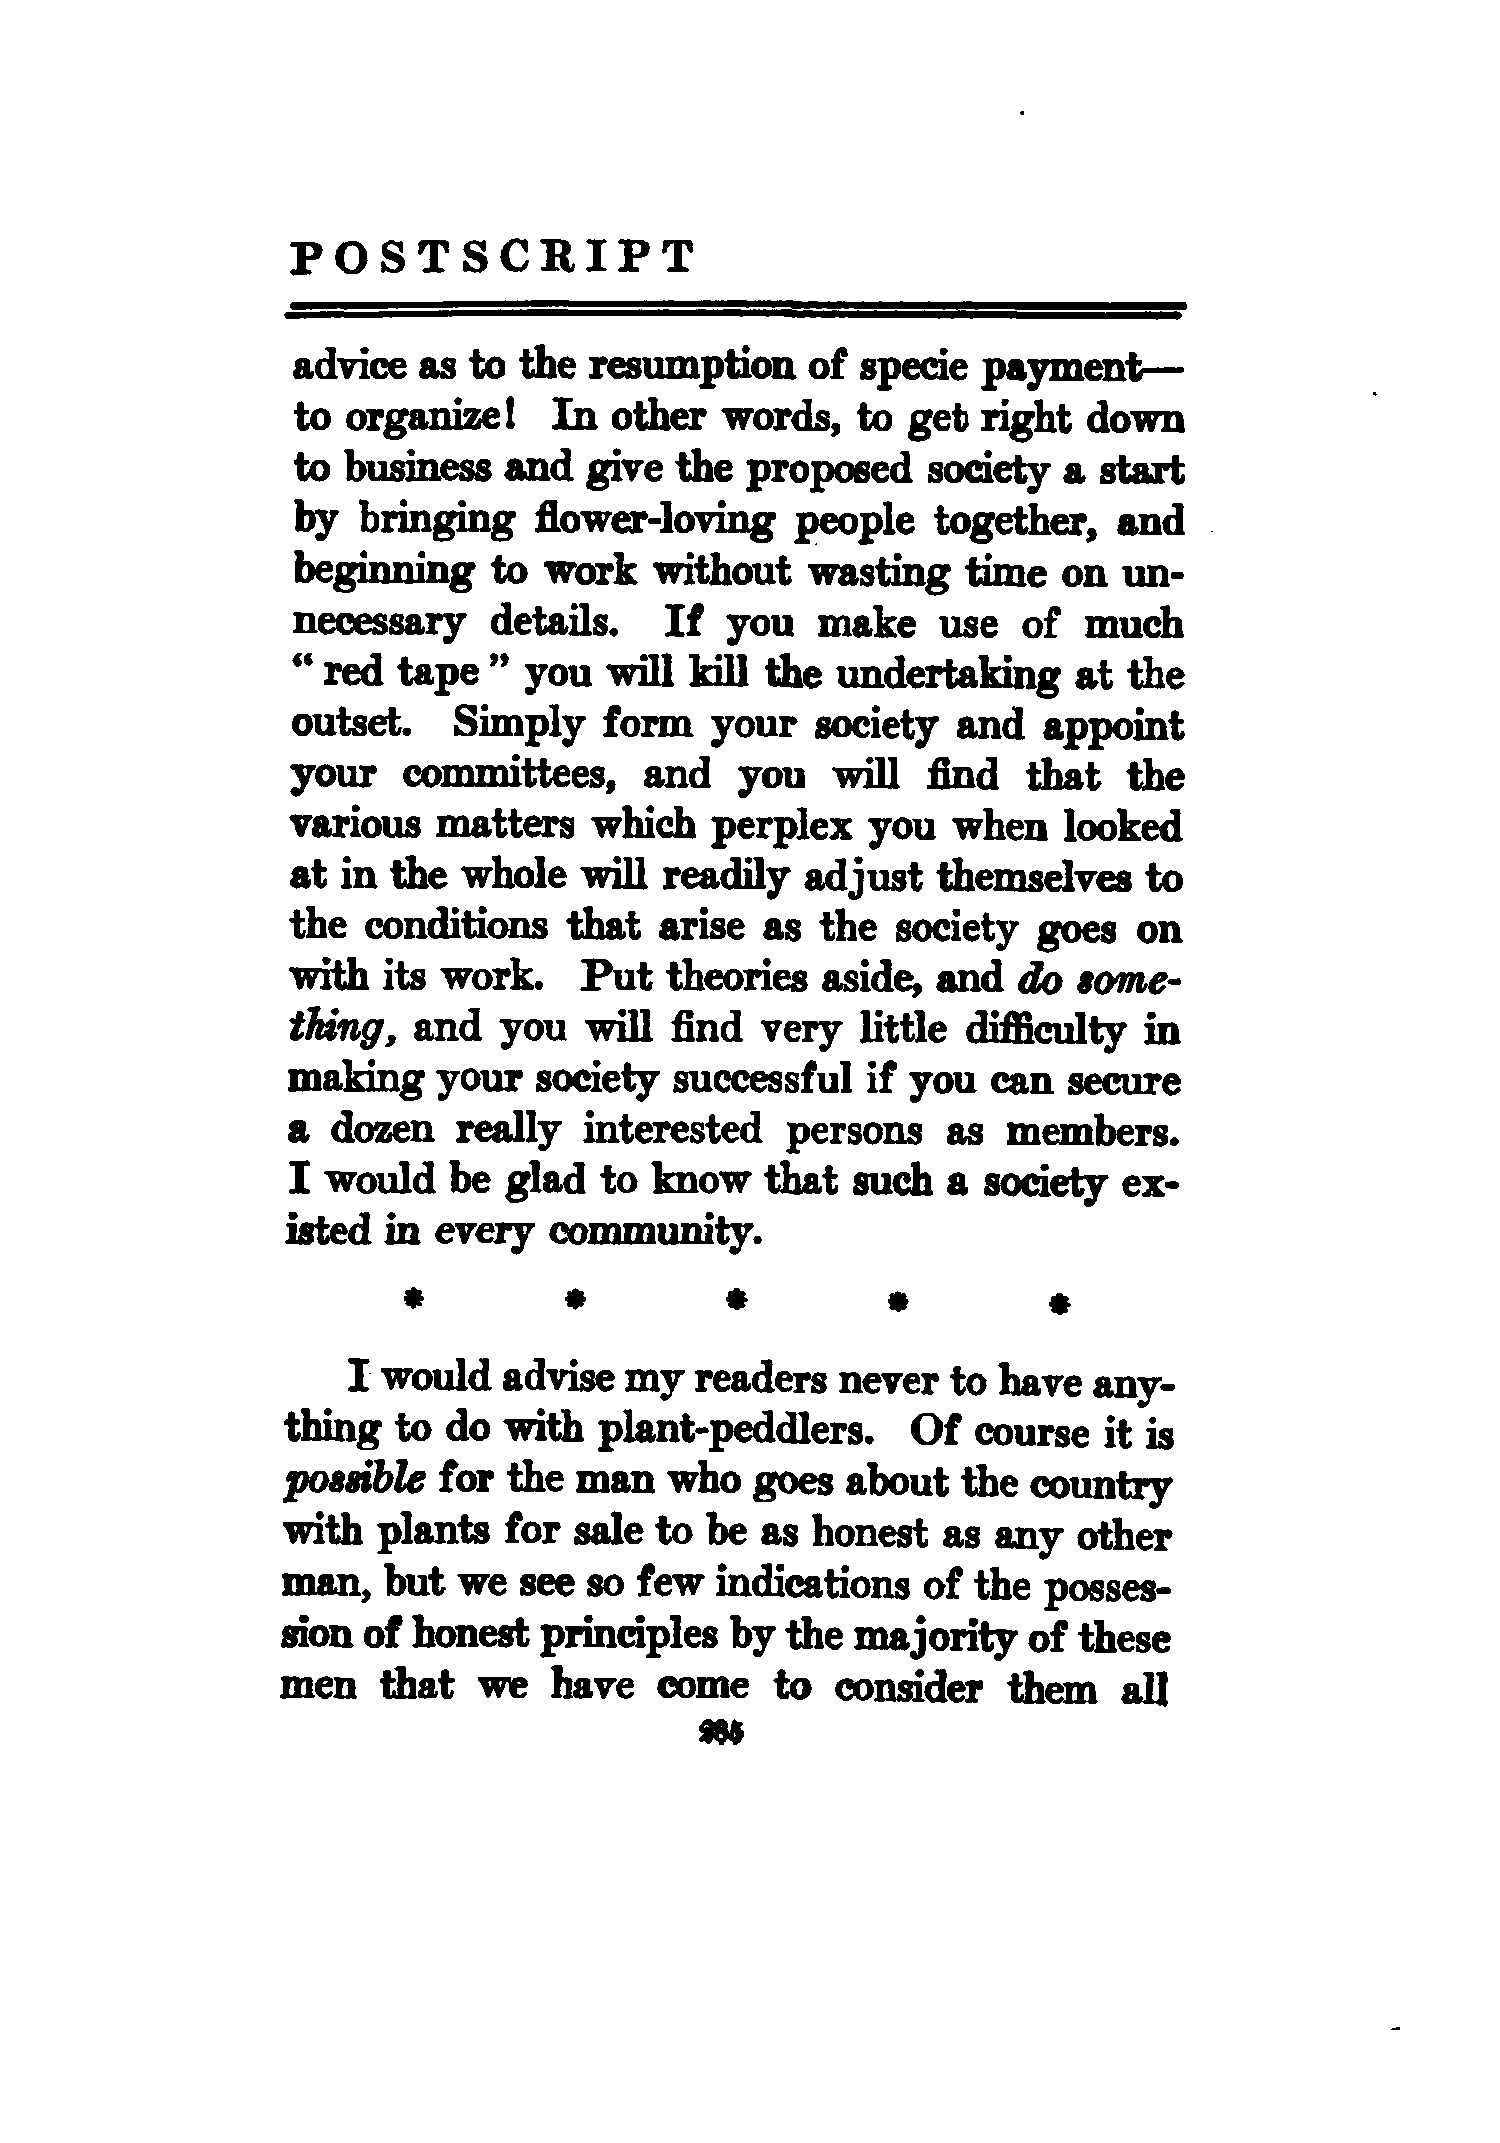 POSTSCRIPT
advice as to the resumption of specie payment—
to organize! In other words, to get right down
to business and give the proposed society a start
by bringing flower-loving people together, and
beginning to work without wasting time on un-
necessary details. If you make use of much
“ red tape ” you will kill the undertaking at the
outset. Simply form your society and appoint
your committees, and you will find that the
various matters which perplex you when looked
at in the whole will readily adjust themselves to
the conditions that arise as the society goes on
with its work. Put theories aside, and do some-
thing, and you will find very little difficulty in
making your society successful if you can secure
a dozen really interested persons as members.
I would be glad to know that such a society ex-
isted in every community.
* * * * *
I would advise my readers never to have any-
thing to do with plant-peddlers. Of course it is
possible for the man who goes about the country
with plants for sale to be as honest as any other
man, but we see so few indications of the posses-
sion of honest principles by the majority of these
men that we have come to consider them all